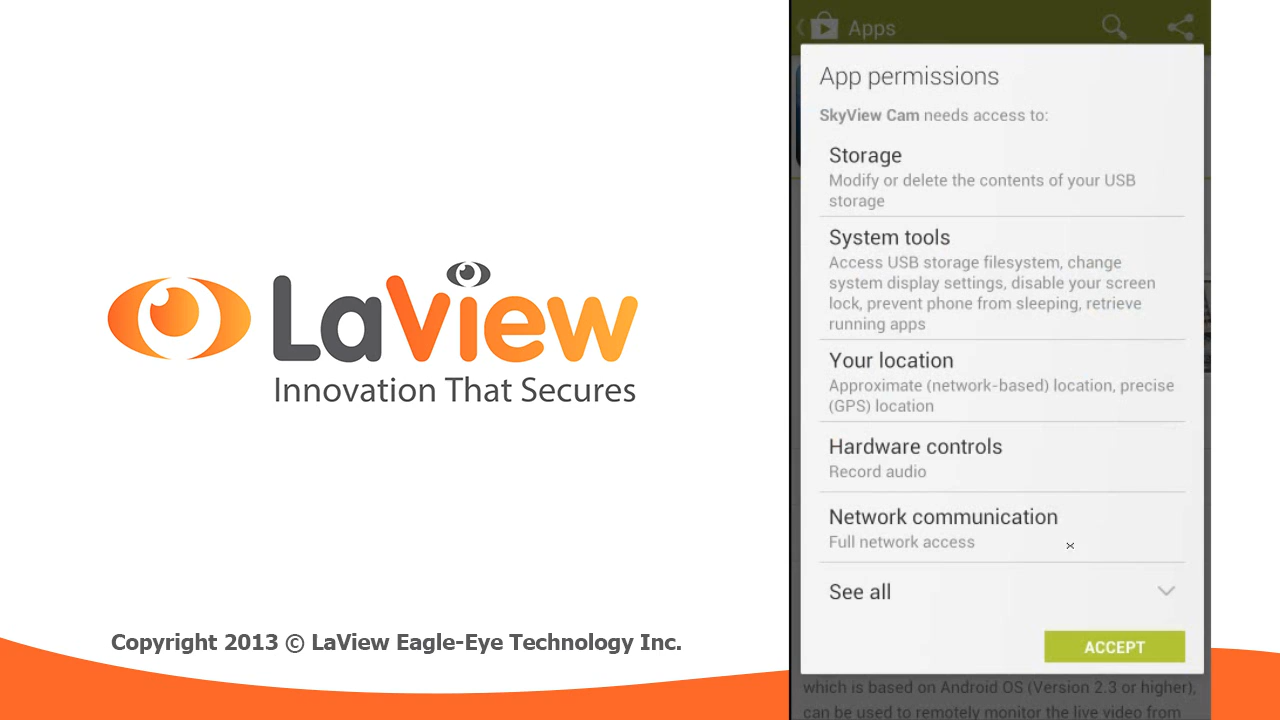 LaView
Innovation That Secures
Copyright 2013 © LaView Eagle-Eye Technology Inc.
Apps
App permissions
SkyView Cam needs access to:
Storage
Modify or delete the contents of your USB
storage
System tools
Access USB storage filesystem, change
system display settings, disable your screen
lock, prevent phone from sleeping, retrieve
running apps
Your location
Approximate (network-based) location, precise
(GPS) location
Hardware controls
Record audio
Network communication
Full network access
See all
ACCEPT
which is based on Android OS (Version 2.3 or higher),
can be used to remotely monitor the live video from